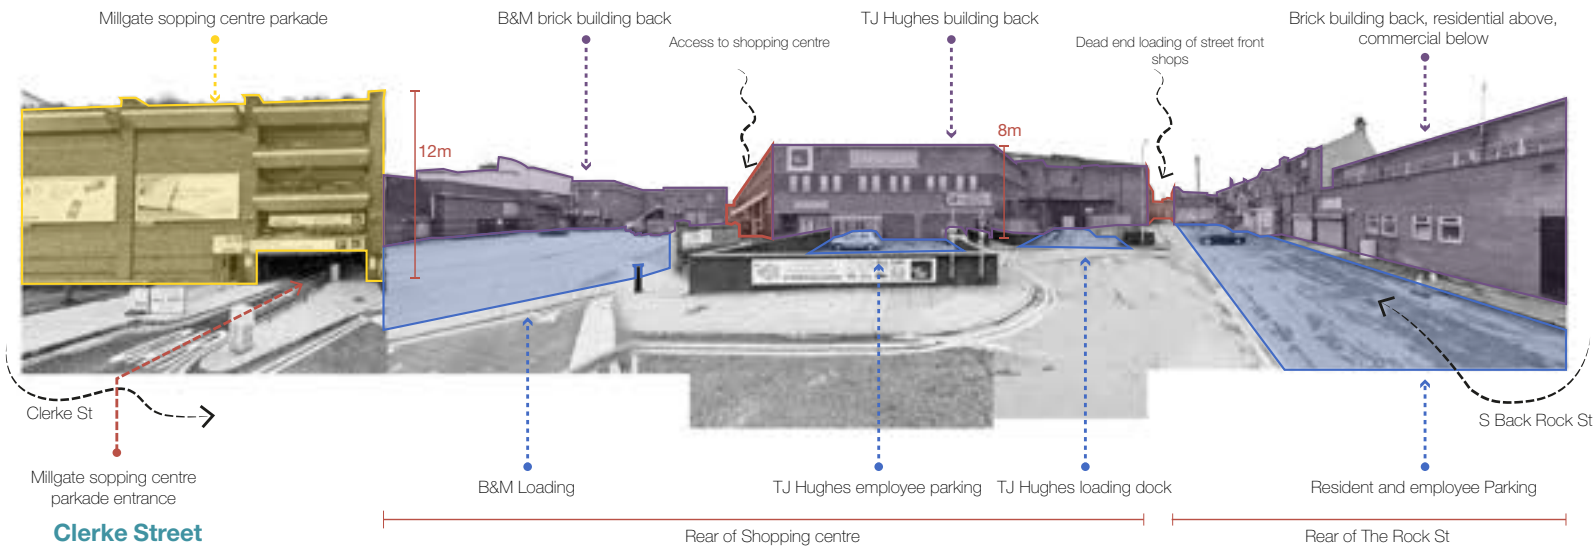 Millgate sopping centre parkade
B&M brick building back
Access to shopping centre
TJ Hughes building back
Dead end loading of street front
shops
Brick building back, residential above,
commercial below
12m
8m
Clerke St
S Back Rock St
Millgate sopping centre
parkade entrance
B&M Loading
TJ Hughes employee parking
TJ Hughes loading dock
Resident and employee Parking
Clerke Street
Rear of Shopping centre
Rear of The Rock St